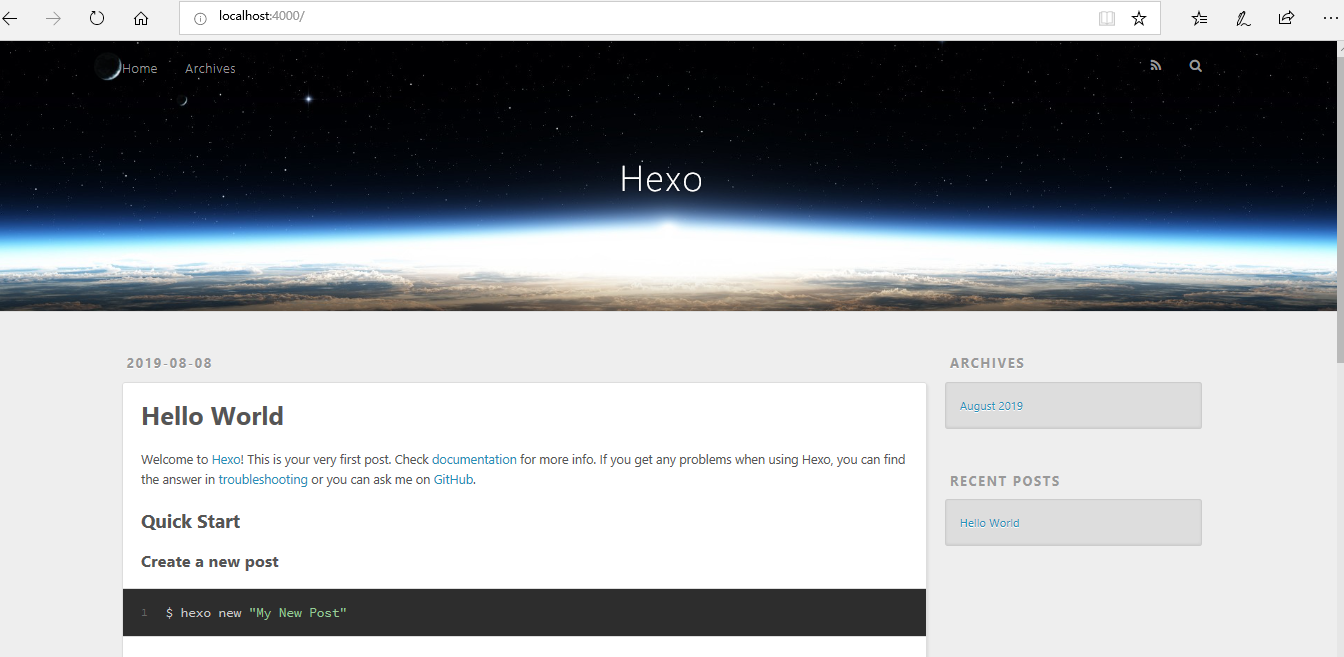 localhost:4000/
Home Archives
Hexo
2019-08-08
Hello World
Welcome to Hexo! This is your very first post. Check documentation for more info. If you get any problems when using Hexo, you can find
the answer in troubleshooting or you can ask me on GitHub.
Quick Start
Create a new post
1 $ hexo new "My New Post"
ARCHIVES
August 2019
RECENT POSTS
Hello World